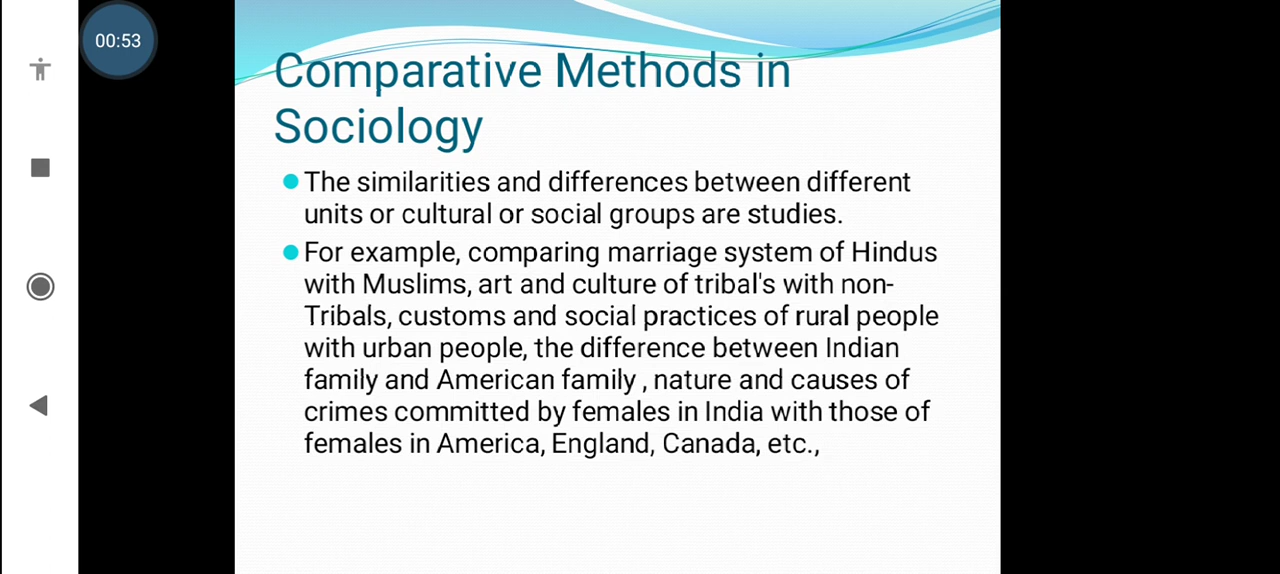 00:53
Comparative Methods in
Sociology
The similarities and differences between different
units or cultural or social groups are studies.
For example, comparing marriage system of Hindus
with Muslims, art and culture of tribal's with non-
Tribals, customs and social practices of rural people
with urban people, the difference between Indian
family and American family , nature and causes of
crimes committed by females in India with those of
females in America, England, Canada, etc.,